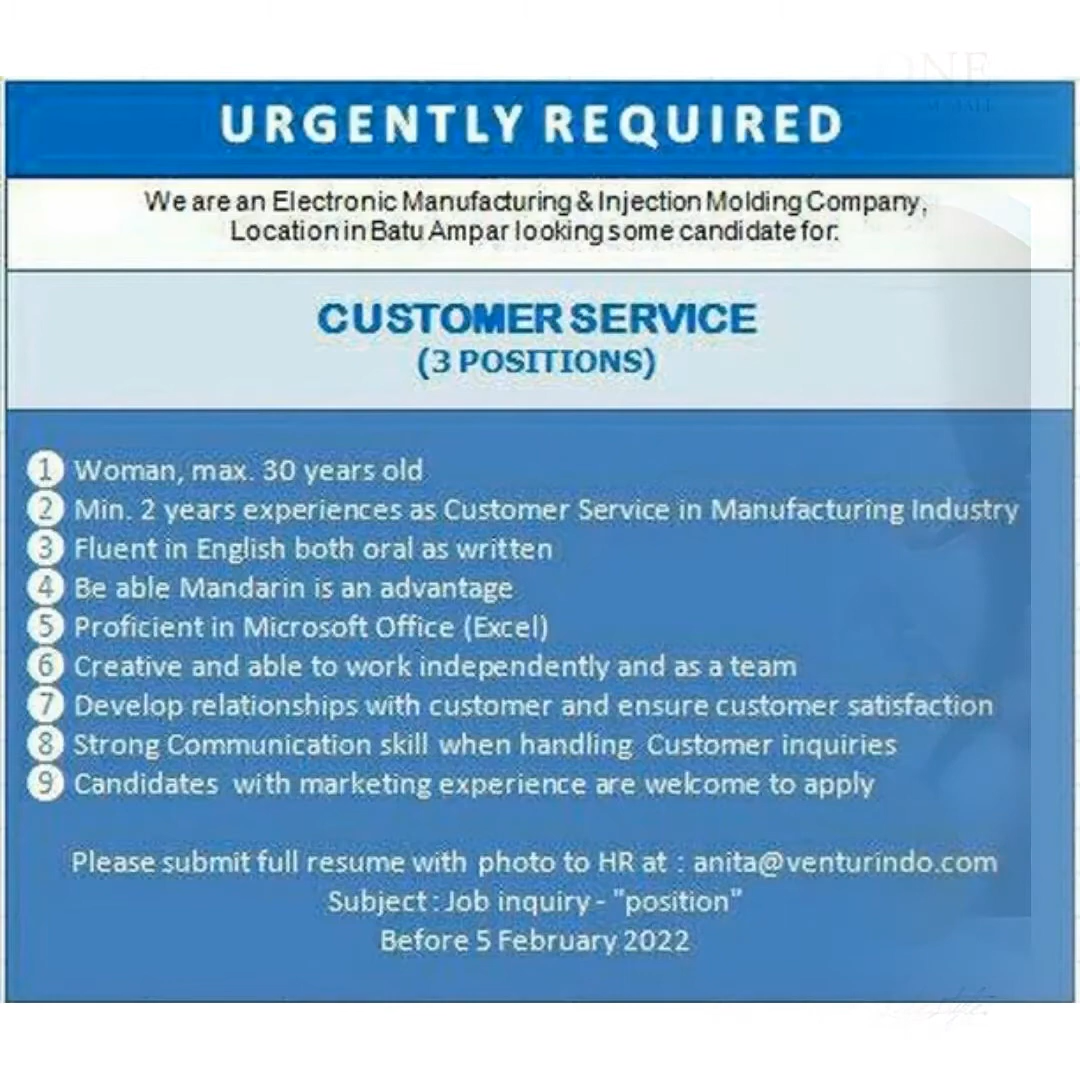 URGENTLY REQUIRED
We are an Electronic Manufacturing & Injection Molding Company,
Location in Batu Ampar looking some candidate for:
CUSTOMER SERVICE
(3 POSITIONS)
1 Woman, max. 30 years old
2 Min. 2 years experiences as Customer Service in Manufacturing Industry
3 Fluent in English both oral as written
4 Be able Mandarin is an advantage
5 Proficient in Microsoft Office (Excel)
6 Creative and able to work independently and as a team
7 Develop relationships with customer and ensure customer satisfaction
8 Strong Communication skill when handling Customer inquiries
9 Candidates with marketing experience are welcome to apply
Please submit full resume with photo to HR at : anita@venturindo.com
Subject : Job inquiry - "position"
Before 5 February 2022